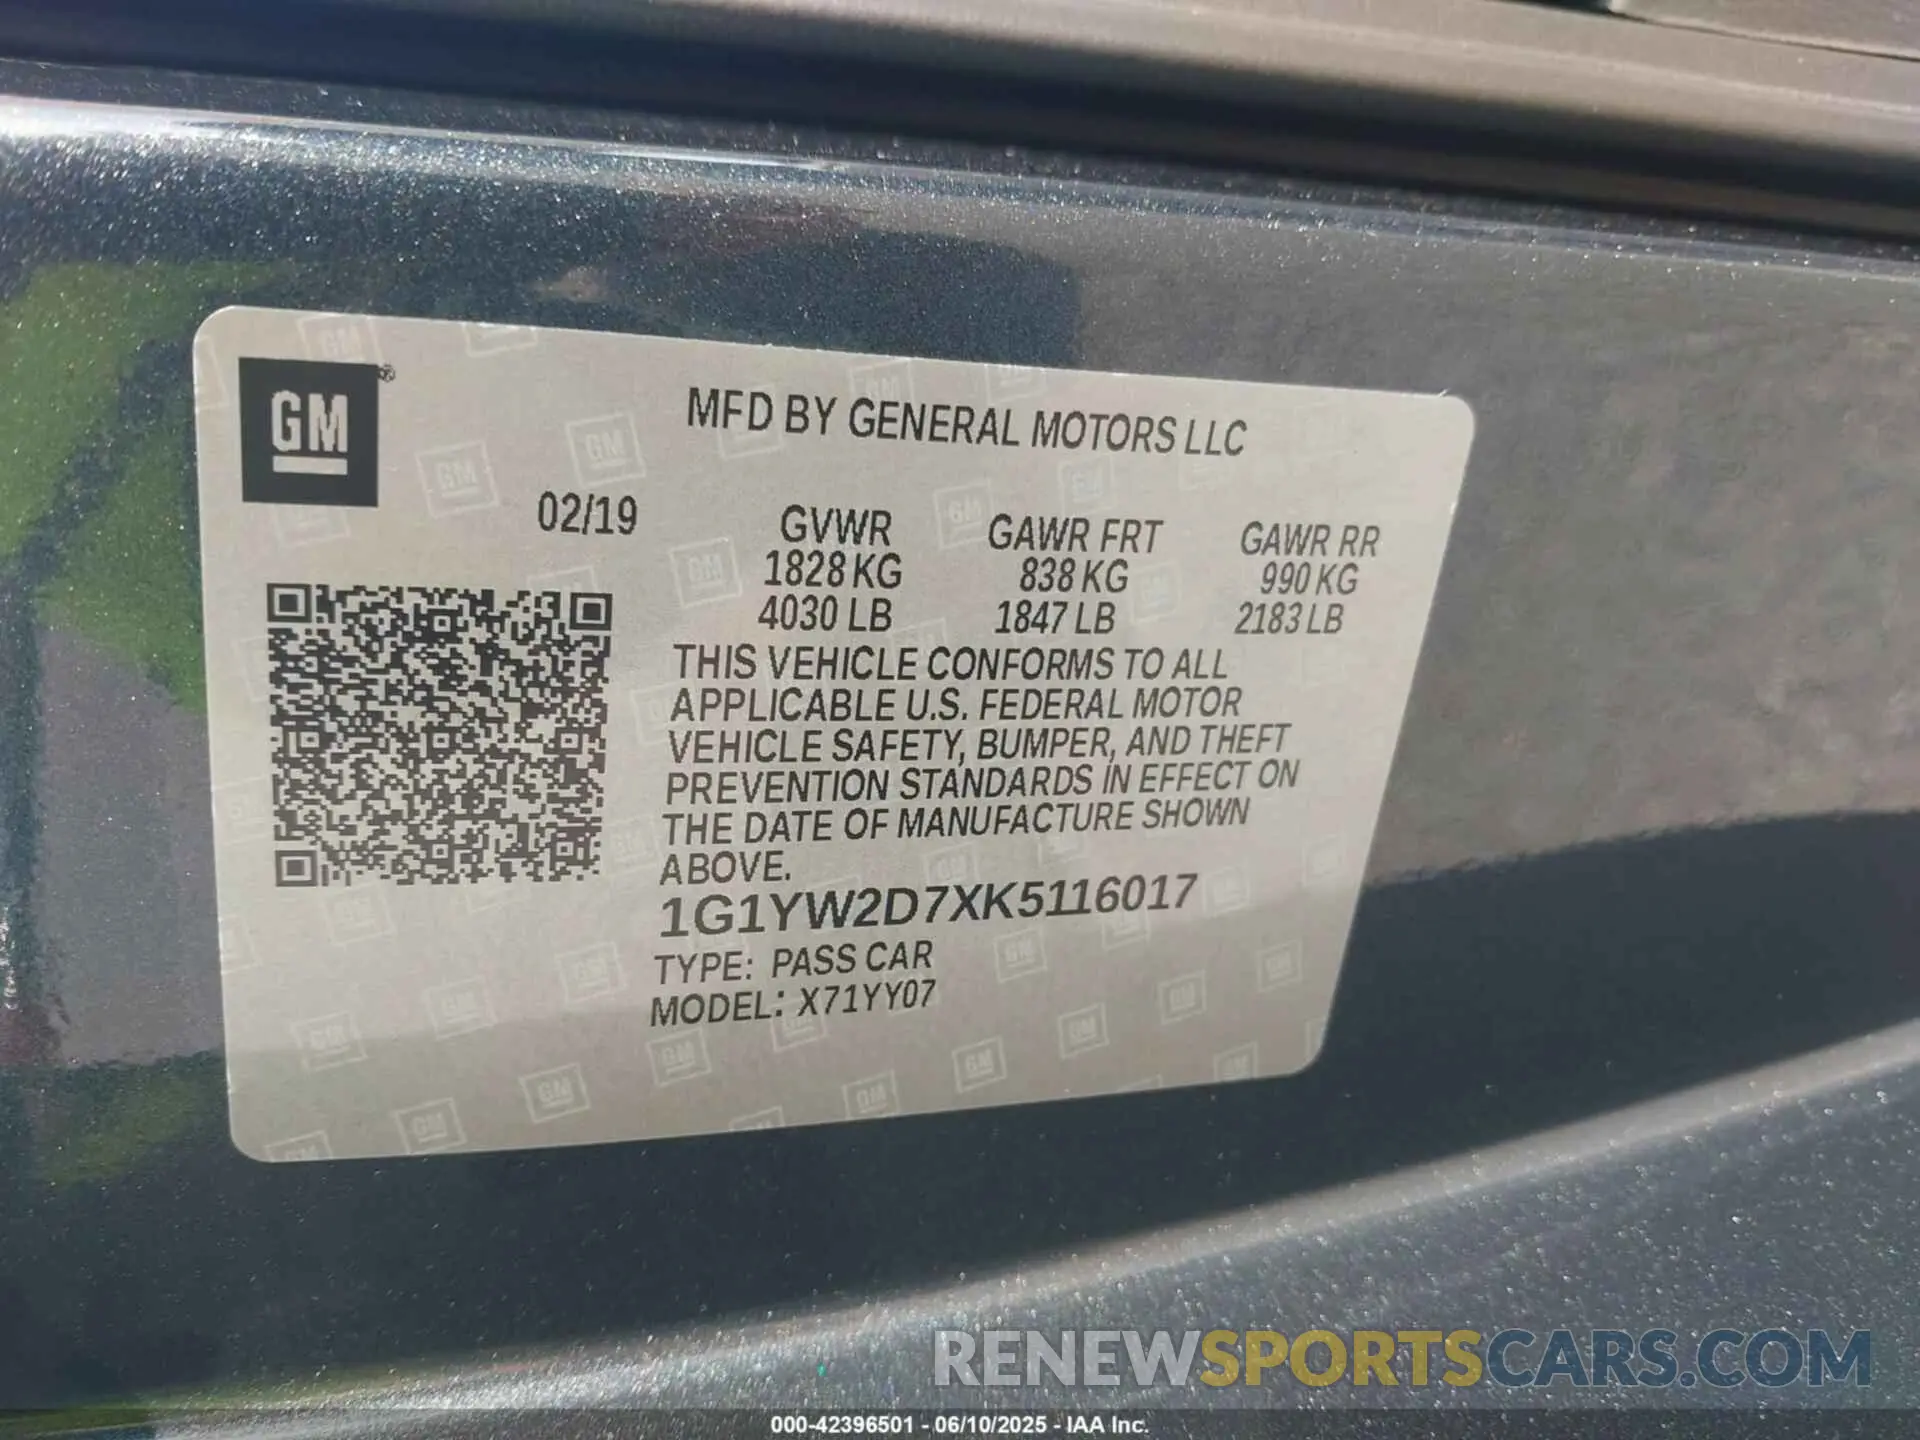 GM®
MFD BY GENERAL MOTORS LLC
02/19 GVWR GAWR FRT GAWR RR
1828 KG 838 KG 990 KG
4030 LB 1847 LB 2183 LB
THIS VEHICLE CONFORMS TO ALL
APPLICABLE U.S. FEDERAL MOTOR
VEHICLE SAFETY, BUMPER, AND THEFT
PREVENTION STANDARDS IN EFFECT ON
THE DATE OF MANUFACTURE SHOWN
ABOVE.
1G1YW2D7XK5116017
TYPE: PASS CAR
MODEL: X71YY07
RENEWSPORTSCARS.COM
000-42396501 - 06/10/2025 - IAA Inc.